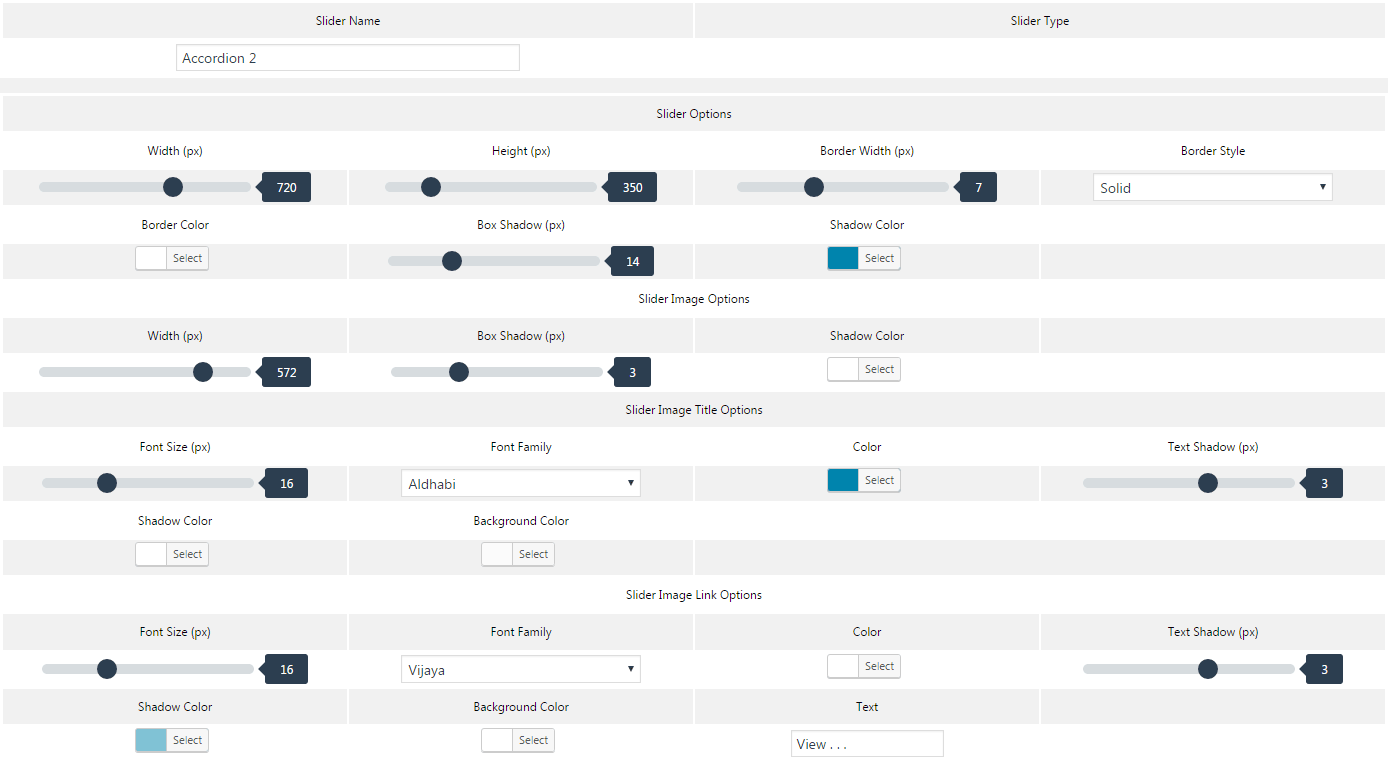 Slider Name Slider Type
Accordion 2
Slider Options
Width (px) Height (px) Border Width (px) Border Style
720 350 7 Solid
Border Color Box Shadow (px) Shadow Color
Select 14 Select
Slider Image Options
Width (px) Box Shadow (px) Shadow Color
572 3 Select
Slider Image Title Options
Font Size (px) Font Family Color Text Shadow (px)
16 Aldhabi Select 3
Shadow Color Background Color
Select Select
Slider Image Link Options
Font Size (px) Font Family Color Text Shadow (px)
16 Vijaya Select 3
Shadow Color Background Color Text
Select Select View . . .